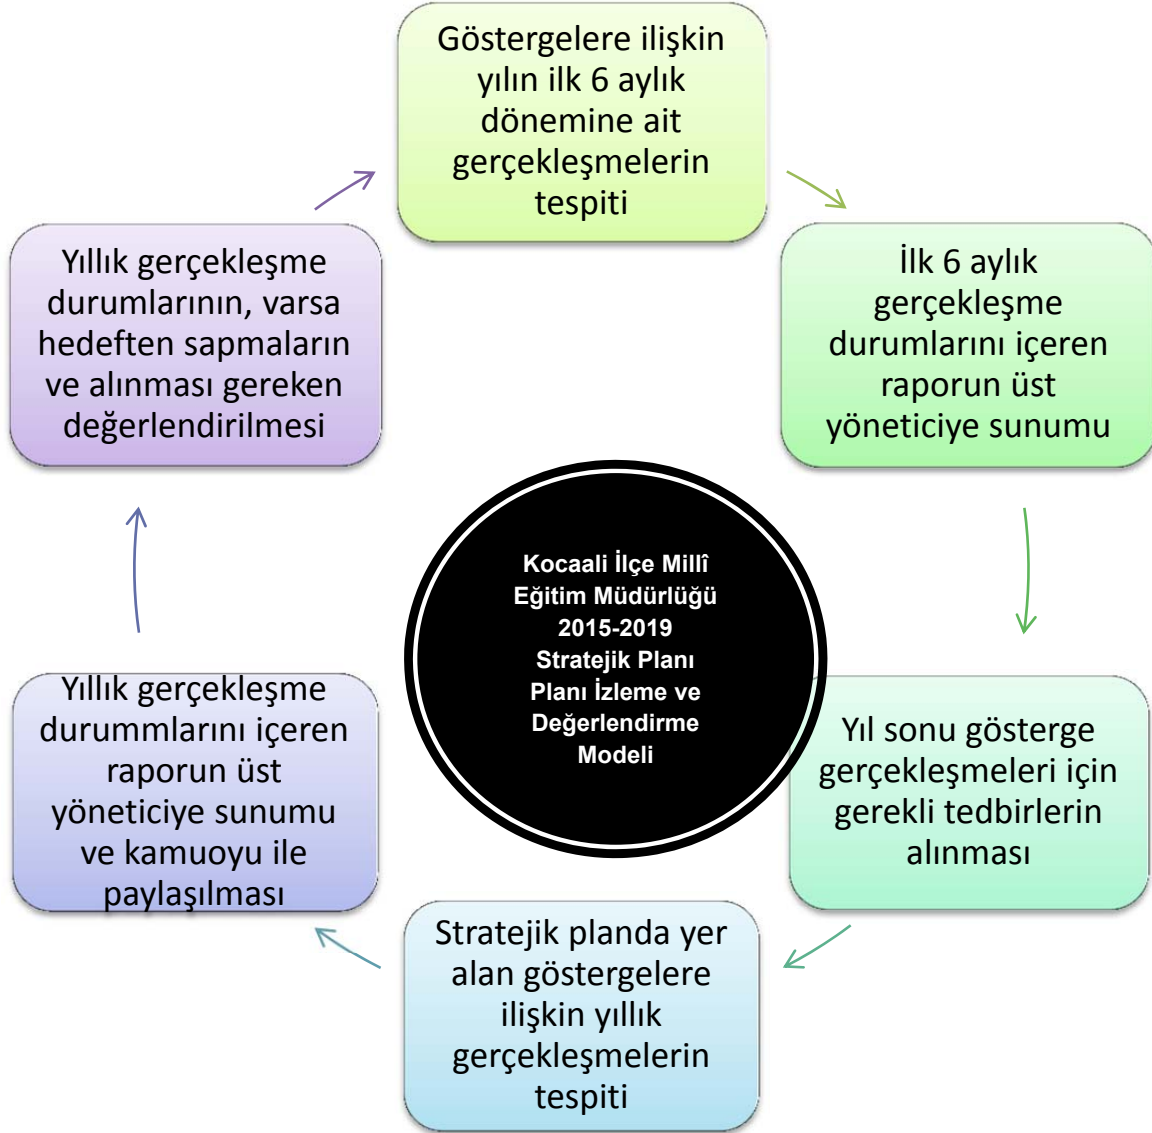 Göstergelere ilişkin
yılın ilk 6 aylık
dönemine ait
gerçekleşmelerin
tespiti
İlk 6 aylık
gerçekleşme
durumlarını içeren
raporun üst
yöneticiye sunumu
Yıl sonu gösterge
gerçekleşmeleri için
gerekli tedbirlerin
alınması
Stratejik planda yer
alan göstergelere
ilişkin yıllık
gerçekleşmelerin
tespiti
Yıllık gerçekleşme
durummlarını içeren
raporun üst
yöneticiye sunumu
ve kamuoyu ile
paylaşılması
Yıllık gerçekleşme
durumlarının, varsa
hedeften sapmaların
ve alınması gereken
değerlendirilmesi
Kocaali İlçe Millî
Eğitim Müdürlüğü
2015-2019
Stratejik Planı
Planı İzleme ve
Değerlendirme
Modeli